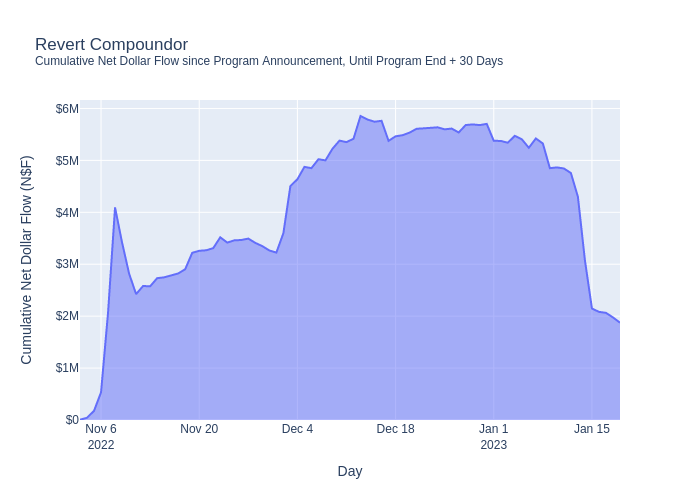 Revert Compoundor
Cumulative Net Dollar Flow since Program Announcement, Until Program End + 30 Days
Cumulative Net Dollar Flow (N$F)
$6M
$5M
$4M
$3M
$2M
$1M
$0
Nov 6 Nov 20 Dec 4 Dec 18 Jan 1 Jan 15
2022 2023
Day